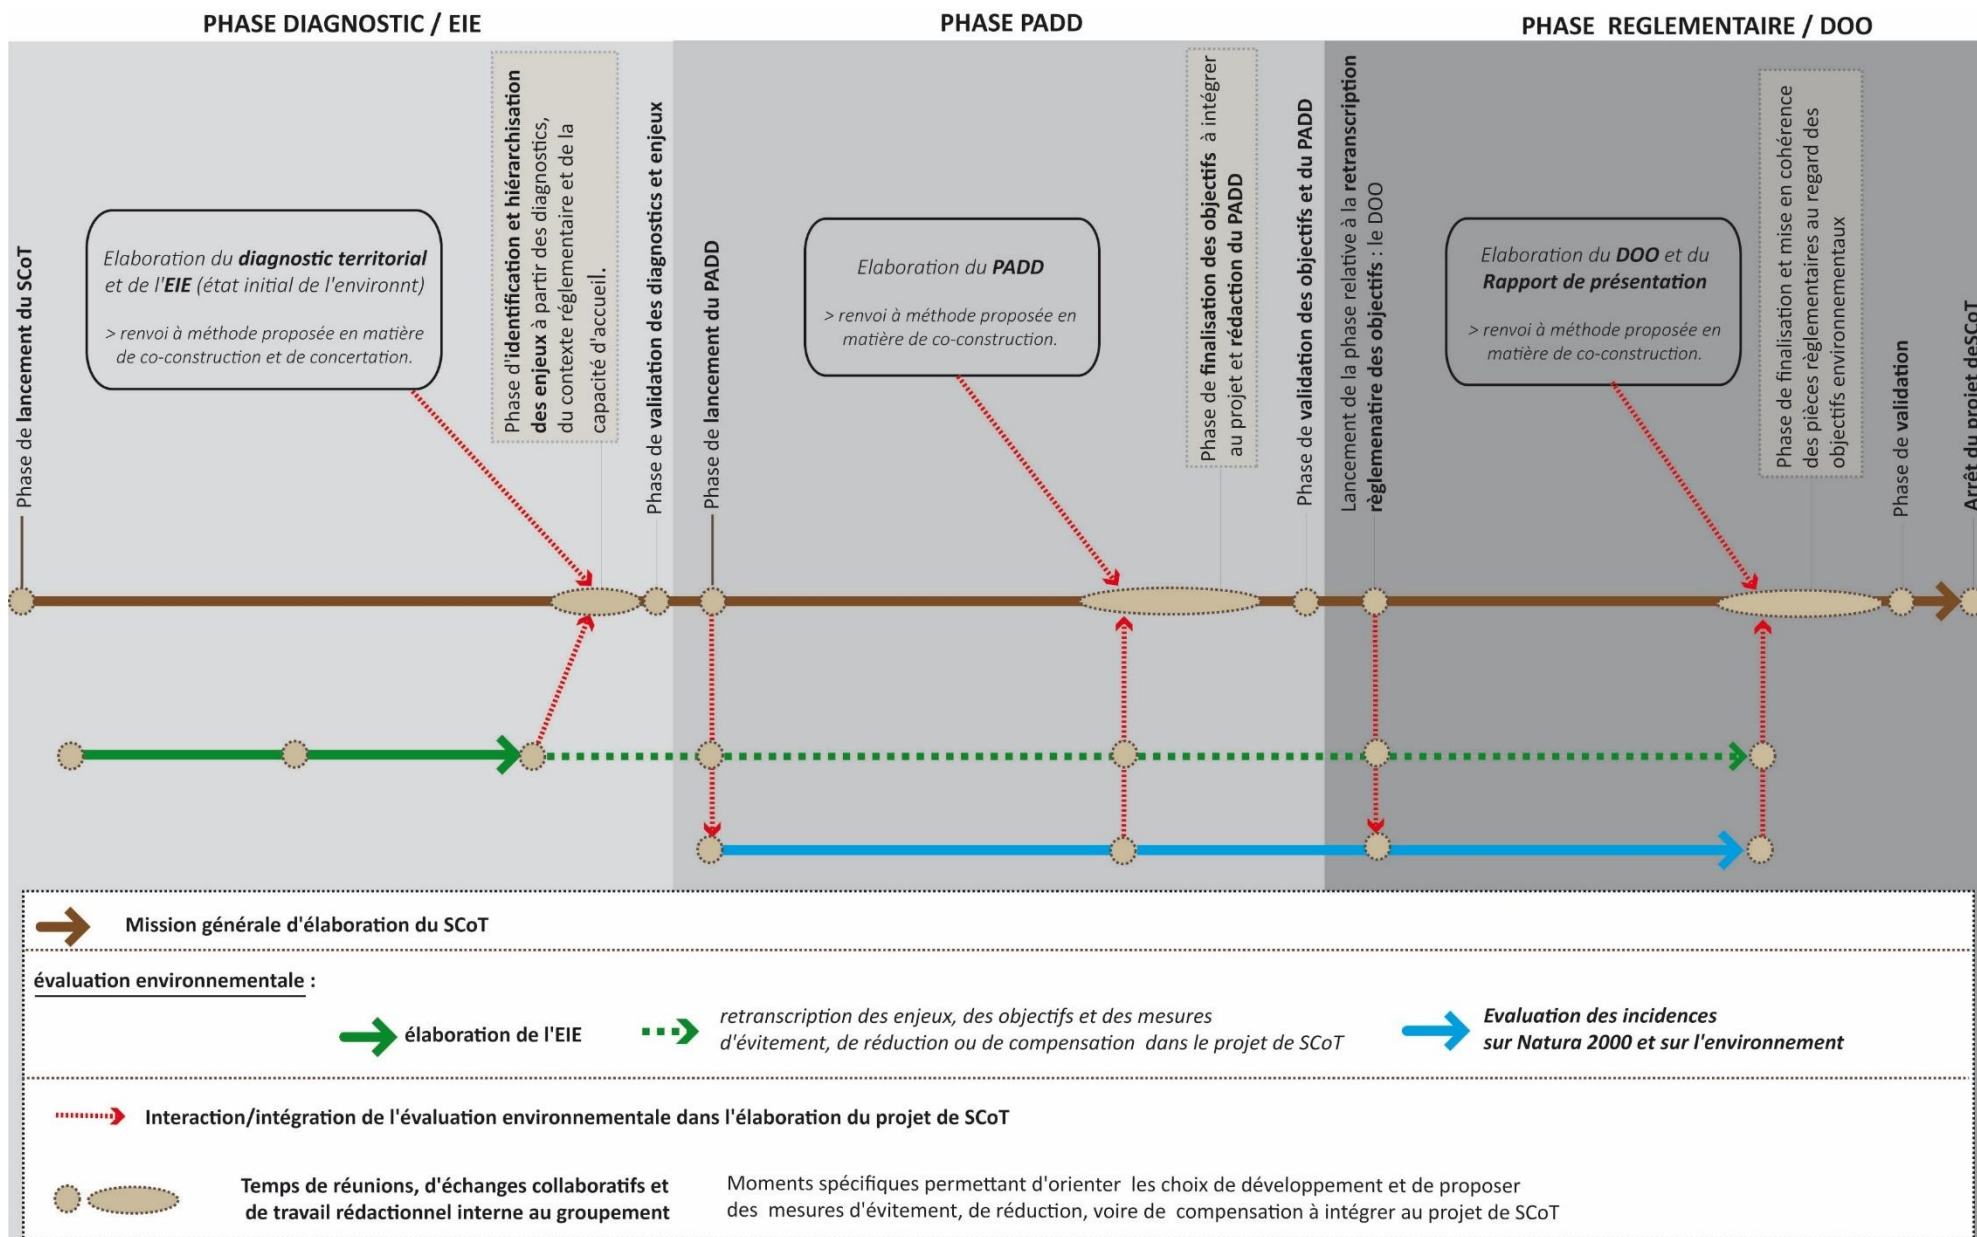 PHASE DIAGNOSTIC / EIE
PHASE PADD
PHASE  REGLEMENTAIRE / DOO
Phase de lancement du SCoT
Elaboration du diagnostic territorial
et de l'EIE (état initial de l'environnt)
> renvoi à méthode proposée en matière
de co-construction et de concertation.
Phase d'identification et hiérarchisation
des enjeux à partir des diagnostics,
du contexte réglementaire et de la
capacité d'accueil.
Phase de validation des diagnostics et enjeux
Phase de lancement du PADD
Elaboration du PADD
> renvoi à méthode proposée en
matière de co-construction.
Phase de finalisation des objectifs à intégrer
au projet et rédaction du PADD
Phase de validation des objectifs et du PADD
Lancement de la phase relative à la retranscription
règlemenatire des objectifs : le DOO
Elaboration du DOO et du
Rapport de présentation
> renvoi à méthode proposée en
matière de co-construction.
Phase de finalisation et mise en cohérence
des pièces règlementaires au regard des
objectifs environnementaux
Phase de validation
Arrêt du projet deSCoT
Mission générale d'élaboration du SCoT
évaluation environnementale :
élaboration de l'EIE
retranscription des enjeux, des objectifs et des mesures
d'évitement, de réduction ou de compensation dans le projet de SCoT
Evaluation des incidences
sur Natura 2000 et sur l'environnement
Interaction/intégration de l'évaluation environnementale dans l'élaboration du projet de SCoT
Temps de réunions, d'échanges collaboratifs et
de travail rédactionnel interne au groupement
Moments spécifiques permettant d'orienter les choix de développement et de proposer
des mesures d'évitement, de réduction, voire de compensation à intégrer au projet de SCoT